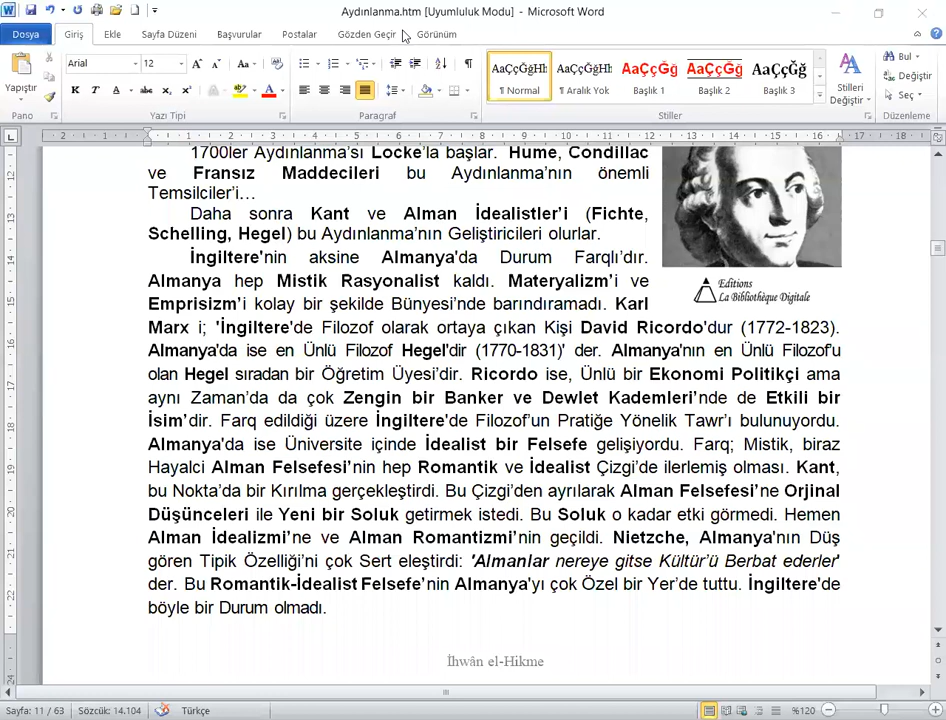 Aydınlanma.htm [Uyumluluk Modu] - Microsoft Word
Dosya Giriş Ekle Sayfa Düzeni Başvurular Postalar Gözden Geçir Görünüm
Yapıştır
Arial 12
AaÇçĞğHh AaÇçĞğHh AaÇçĞğ AaÇçĞğ AaÇçĞğ
¶ Normal ¶ Aralık Yok Başlık 1 Başlık 2 Başlık 3
Stilleri Değiştir
Bul
Değiştir
Seç
Pano Yazı Tipi Paragraf Stiller Düzenleme
1700ler Aydınlanma’sı Locke’la başlar. Hume, Condillac
ve Fransız Maddecileri bu Aydınlanma’nın önemli
Temsilciler’i…
Daha sonra Kant ve Alman İdealistler’i (Fichte,
Schelling, Hegel) bu Aydınlanma’nın Geliştiricileri olurlar.
İngiltere'nin aksine Almanya'da Durum Farqlı’dır.
Almanya hep Mistik Rasyonalist kaldı. Materyalizm’i ve
Emprisizm’i kolay bir şekilde Bünyesi’nde barındıramadı. Karl
Marx i; 'İngiltere'de Filozof olarak ortaya çıkan Kişi David Ricordo'dur (1772-1823).
Almanya'da ise en Ünlü Filozof Hegel'dir (1770-1831)' der. Almanya'nın en Ünlü Filozof'u
olan Hegel sıradan bir Öğretim Üyesi’dir. Ricordo ise, Ünlü bir Ekonomi Politikçi ama
aynı Zaman’da da çok Zengin bir Banker ve Dewlet Kademleri’nde de Etkili bir
İsim’dir. Farq edildiği üzere İngiltere'de Filozof’un Pratiğe Yönelik Tawr’ı bulunuyordu.
Almanya'da ise Üniversite içinde İdealist bir Felsefe gelişiyordu. Farq; Mistik, biraz
Hayalci Alman Felsefesi’nin hep Romantik ve İdealist Çizgi’de ilerlemiş olması. Kant,
bu Nokta’da bir Kırılma gerçekleştirdi. Bu Çizgi’den ayrılarak Alman Felsefesi’ne Orjinal
Düşünceleri ile Yeni bir Soluk getirmek istedi. Bu Soluk o kadar etki görmedi. Hemen
Alman İdealizmi’ne ve Alman Romantizmi’nin geçildi. Nietzche, Almanya'nın Düş
gören Tipik Özelliği’ni çok Sert eleştirdi: 'Almanlar nereye gitse Kültür’ü Berbat ederler'
der. Bu Romantik-İdealist Felsefe’nin Almanya'yı çok Özel bir Yer’de tuttu. İngiltere'de
böyle bir Durum olmadı.
Editions
La Bibliothèque Digitale
İhwân el-Hikme
Sayfa: 11 / 63 Sözcük: 14.104 Türkçe %120